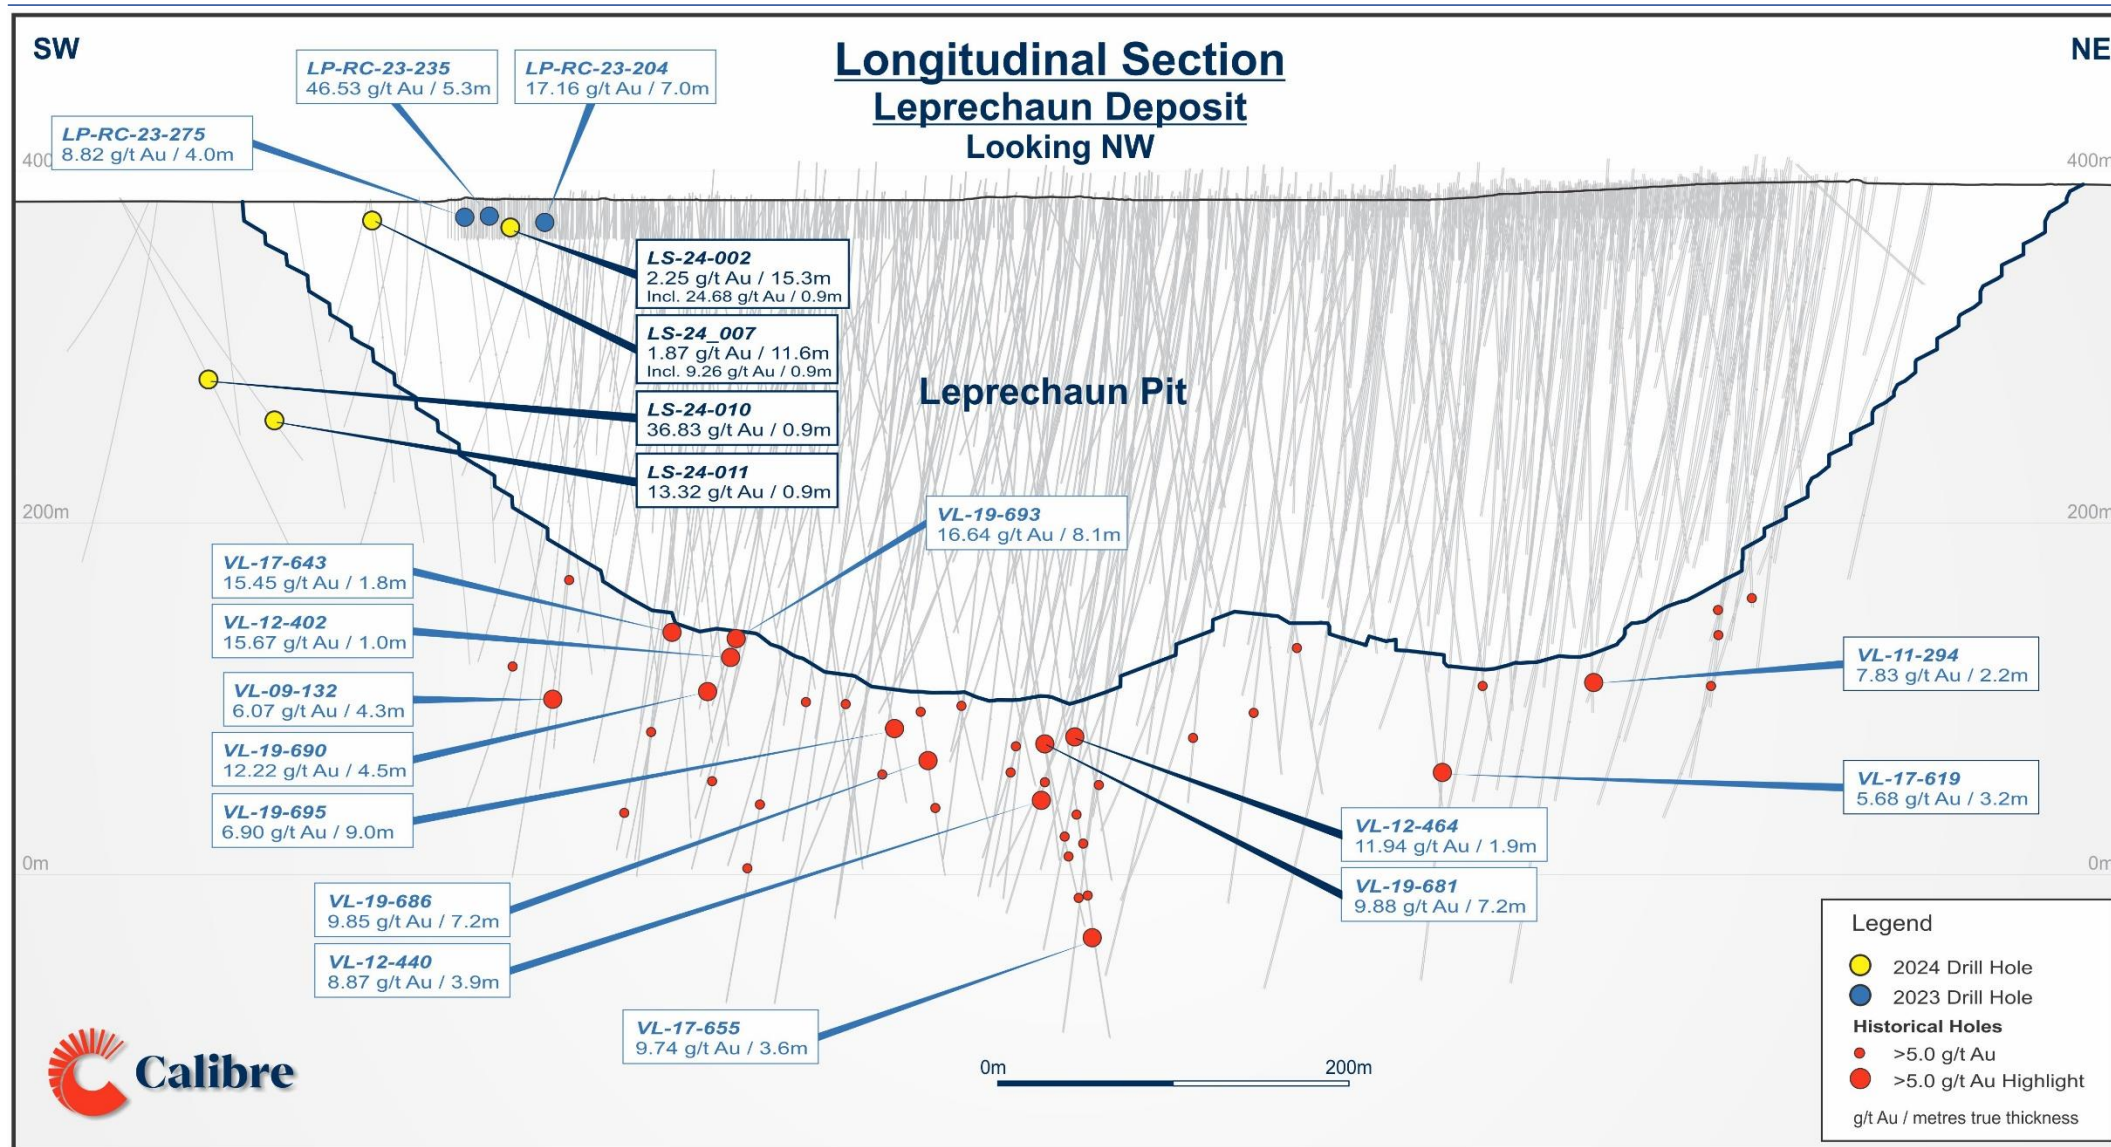 SW
Longitudinal Section
Leprechaun Deposit
Looking NW
NE
LP-RC-23-235
46.53 g/t Au / 5.3m
LP-RC-23-204
17.16 g/t Au / 7.0m
LP-RC-23-275
8.82 g/t Au / 4.0m
400
400m
LS-24-002
2.25 g/t Au / 15.3m
Incl. 24.68 g/t Au / 0.9m
LS-24_007
1.87 g/t Au / 11.6m
Incl. 9.26 g/t Au / 0.9m
LS-24-010
36.83 g/t Au / 0.9m
LS-24-011
13.32 g/t Au / 0.9m
Leprechaun Pit
200m
200m
VL-19-693
16.64 g/t Au / 8.1m
VL-17-643
15.45 g/t Au / 1.8m
VL-12-402
15.67 g/t Au / 1.0m
VL-09-132
6.07 g/t Au / 4.3m
VL-19-690
12.22 g/t Au / 4.5m
VL-19-695
6.90 g/t Au / 9.0m
VL-11-294
7.83 g/t Au / 2.2m
VL-17-619
5.68 g/t Au / 3.2m
VL-12-464
11.94 g/t Au / 1.9m
VL-19-681
9.88 g/t Au / 7.2m
0m
0m
VL-19-686
9.85 g/t Au / 7.2m
VL-12-440
8.87 g/t Au / 3.9m
VL-17-655
9.74 g/t Au / 3.6m
0m
200m
Calibre
Legend
2024 Drill Hole
2023 Drill Hole
Historical Holes
>5.0 g/t Au
>5.0 g/t Au Highlight
g/t Au / metres true thickness